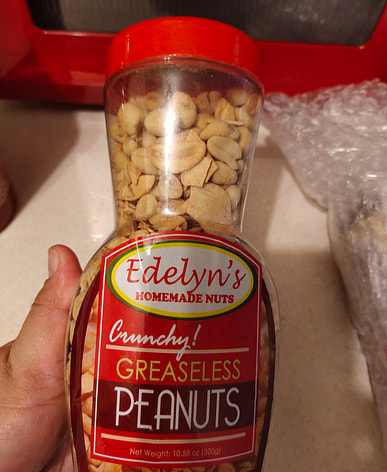 Edelyn's
HOMEMADE NUTS
Crunchy!
GREASELESS
PEANUTS
Net Weight: 10.58 oz (300g)